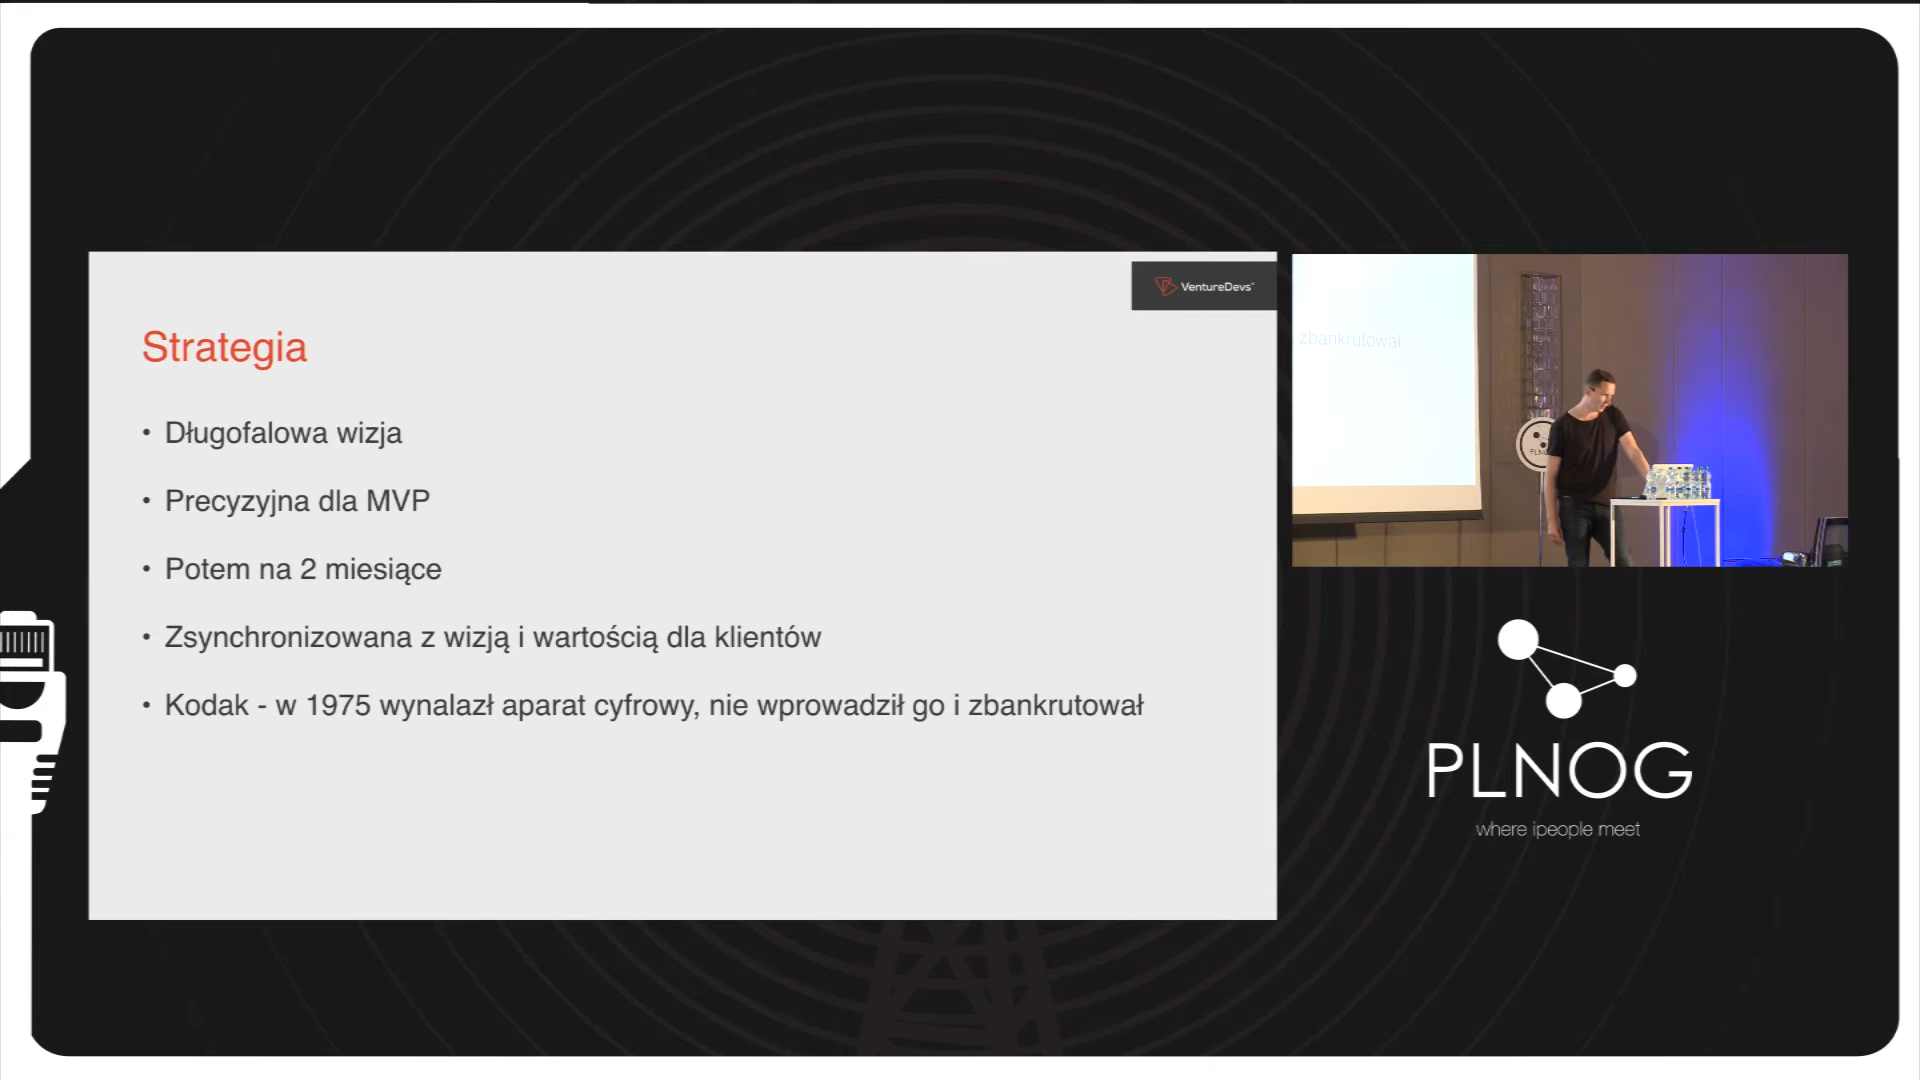 VentureDevs
Strategia
• Długofalowa wizja
• Precyzyjna dla MVP
• Potem na 2 miesiące
• Zsynchronizowana z wizją i wartością dla klientów
• Kodak - w 1975 wynalazł aparat cyfrowy, nie wprowadził go i zbankrutował
zbankrutował
PLNOG
where ipeople meet